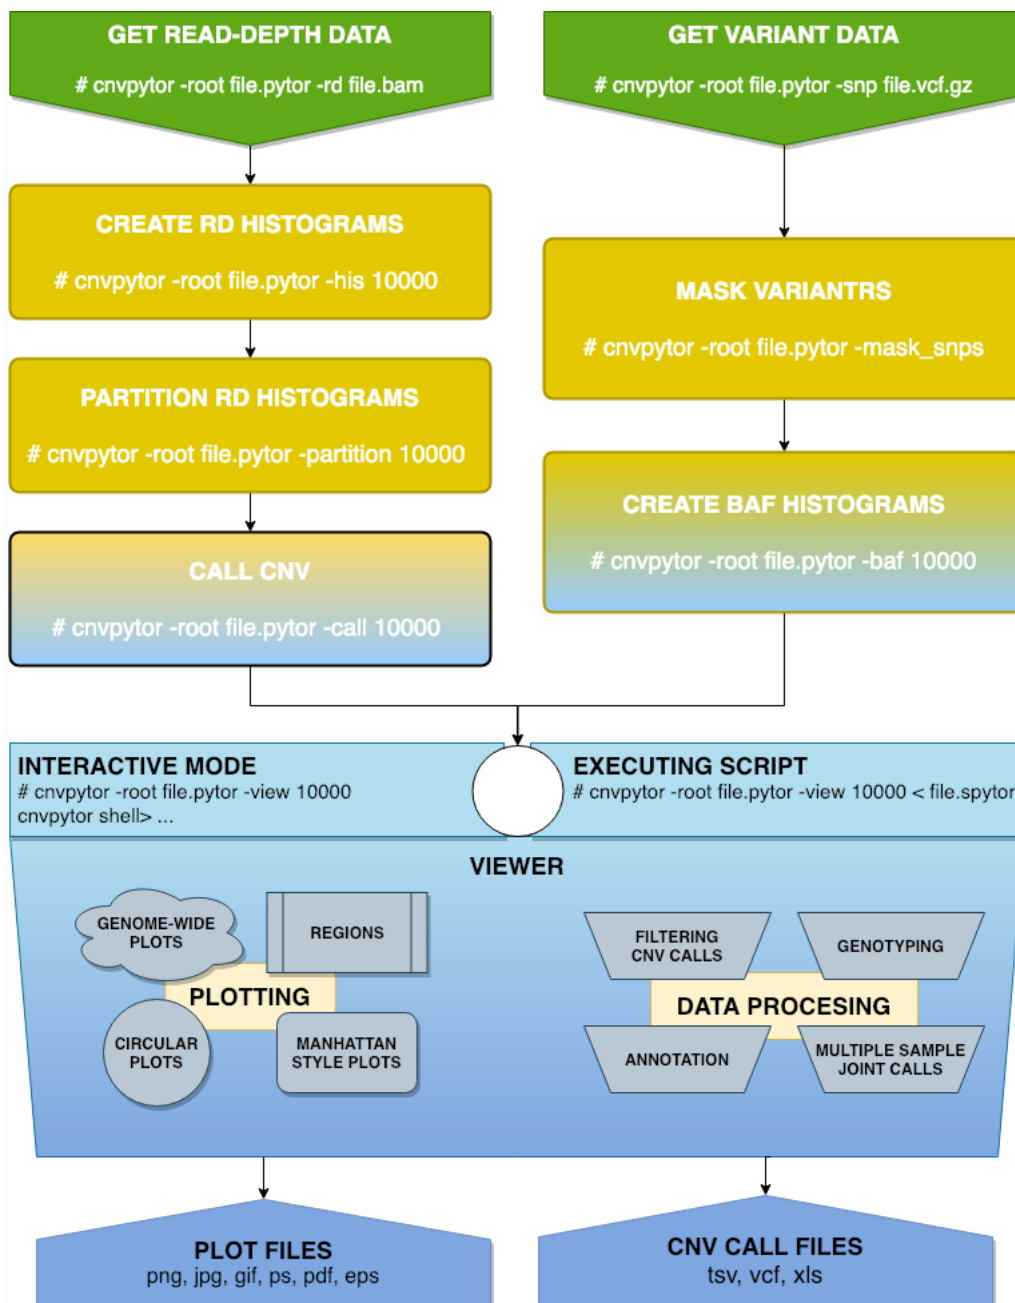 GET READ-DEPTH DATA
# cnvpytor -root file.pytor -rd file.bam
GET VARIANT DATA
# cnvpytor -root file.pytor -snp file.vcf.gz
CREATE RD HISTOGRAMS
# cnvpytor -root file.pytor -his 10000
PARTITION RD HISTOGRAMS
# cnvpytor -root file.pytor -partition 10000
CALL CNV
# cnvpytor -root file.pytor -call 10000
MASK VARIANTRS
# cnvpytor -root file.pytor -mask_snps
CREATE BAF HISTOGRAMS
# cnvpytor -root file.pytor -baf 10000
INTERACTIVE MODE
# cnvpytor -root file.pytor -view 10000
cnvpytor shell> ...
EXECUTING SCRIPT
# cnvpytor -root file.pytor -view 10000 < file.spytor
VIEWER
GENOME-WIDE
PLOTS
REGIONS
PLOTTING
CIRCULAR
PLOTS
MANHATTAN
STYLE PLOTS
FILTERING
CNV CALLS
GENOTYPING
DATA PROCESING
ANNOTATION
MULTIPLE SAMPLE
JOINT CALLS
PLOT FILES
png, jpg, gif, ps, pdf, eps
CNV CALL FILES
tsv, vcf, xls